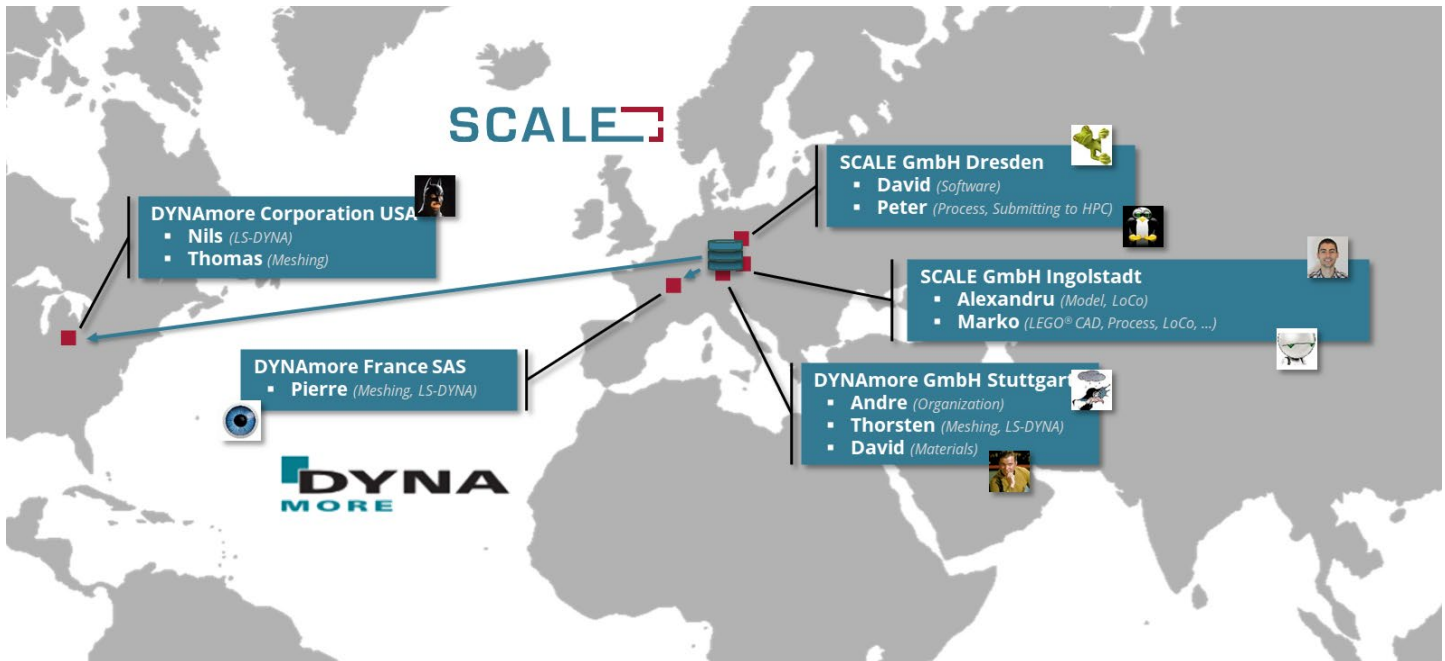 SCALE
SCALE GmbH Dresden
▪ David (Software)
▪ Peter (Process, Submitting to HPC)
DYNAmore Corporation USA
▪ Nils (LS-DYNA)
▪ Thomas (Meshing)
SCALE GmbH Ingolstadt
▪ Alexandru (Model, LoCo)
▪ Marko (LEGO® CAD, Process, LoCo, ...)
DYNAmore France SAS
▪ Pierre (Meshing, LS-DYNA)
DYNAmore GmbH Stuttgart
▪ Andre (Organization)
▪ Thorsten (Meshing, LS-DYNA)
▪ David (Materials)
DYNA
MORE